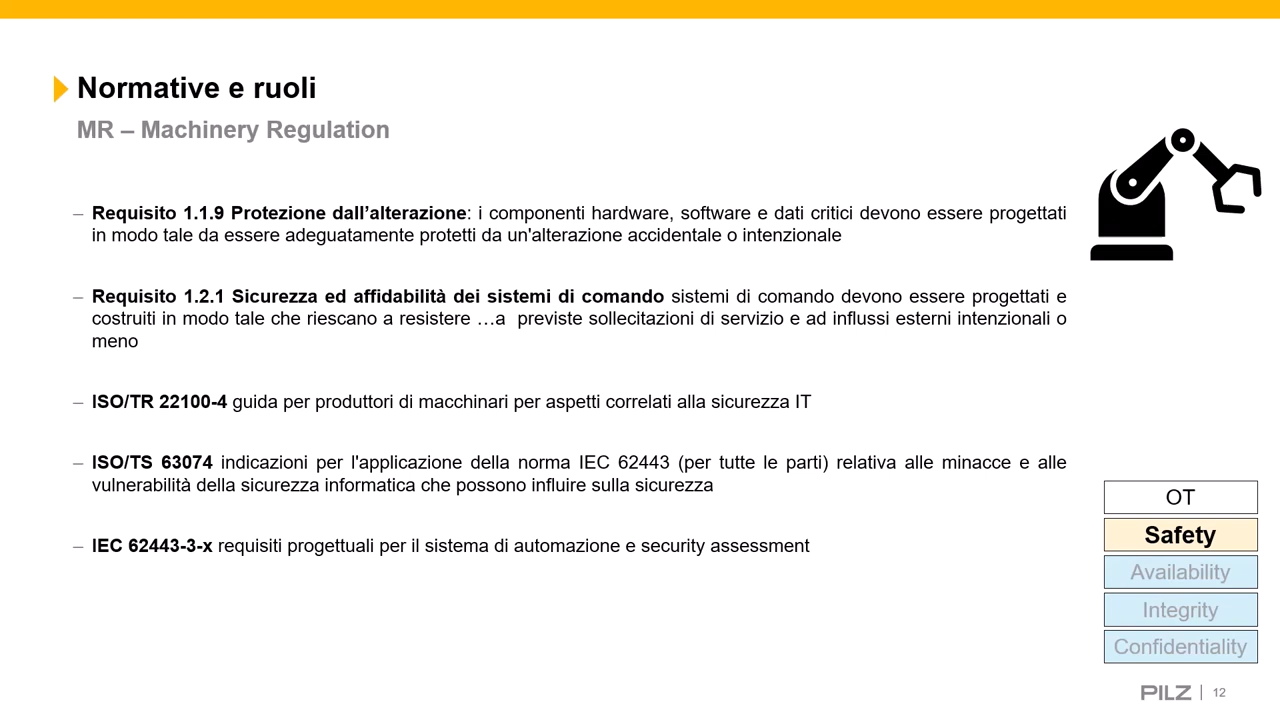 Normative e ruoli
MR – Machinery Regulation
– Requisito 1.1.9 Protezione dall’alterazione: i componenti hardware, software e dati critici devono essere progettati
in modo tale da essere adeguatamente protetti da un'alterazione accidentale o intenzionale
– Requisito 1.2.1 Sicurezza ed affidabilità dei sistemi di comando sistemi di comando devono essere progettati e
costruiti in modo tale che riescano a resistere …a  previste sollecitazioni di servizio e ad influssi esterni intenzionali o
meno
– ISO/TR 22100-4 guida per produttori di macchinari per aspetti correlati alla sicurezza IT
– ISO/TS 63074 indicazioni per l'applicazione della norma IEC 62443 (per tutte le parti) relativa alle minacce e alle
vulnerabilità della sicurezza informatica che possono influire sulla sicurezza
– IEC 62443-3-x requisiti progettuali per il sistema di automazione e security assessment
OT
Safety
Availability
Integrity
Confidentiality
PILZ | 12